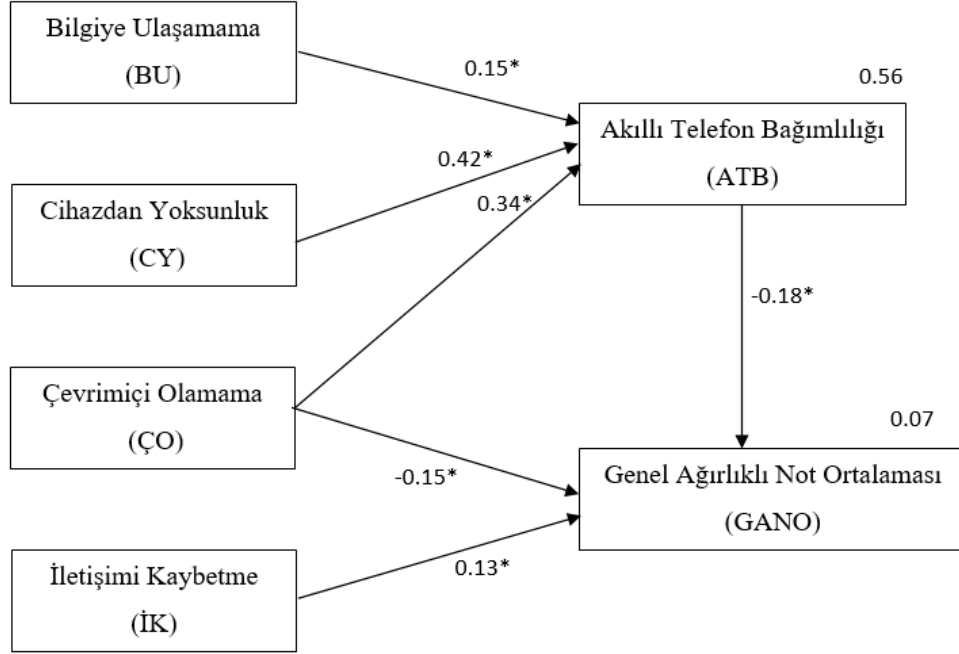 Bilgiye Ulaşamama
(BU)
0.15*
0.56
Akıllı Telefon Bağımlılığı
(ATB)
0.42*
Cihazdan Yoksunluk
(CY)
0.34*
-0.18*
Çevrimiçi Olamama
(ÇO)
0.07
-0.15*
Genel Ağırlıklı Not Ortalaması
(GANO)
0.13*
İletişimi Kaybetme
(İK)